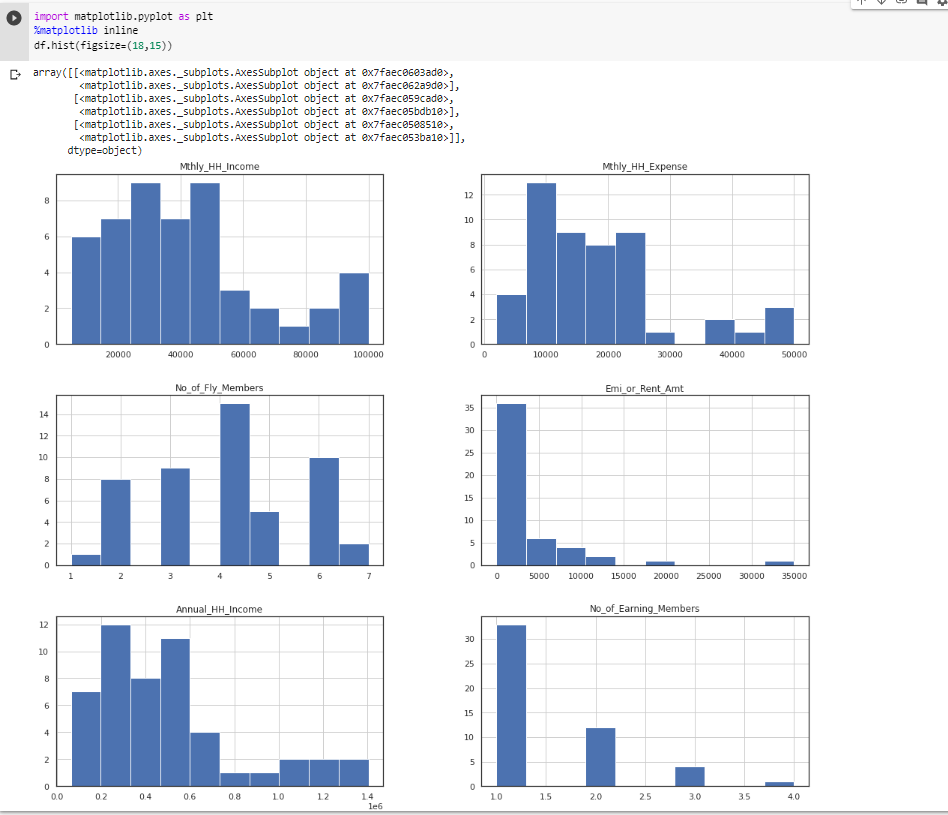 import matplotlib.pyplot as plt
%matplotlib inline
df.hist(figsize=(18,15))
array([[<matplotlib.axes._subplots.AxesSubplot object at 0x7faec0603ad0>,
<matplotlib.axes._subplots.AxesSubplot object at 0x7faec062a9d0>],
[<matplotlib.axes._subplots.AxesSubplot object at 0x7faec059cad0>,
<matplotlib.axes._subplots.AxesSubplot object at 0x7faec05bdb10>],
[<matplotlib.axes._subplots.AxesSubplot object at 0x7faec0508510>,
<matplotlib.axes._subplots.AxesSubplot object at 0x7faec053ba10>]],
dtype=object)
Mthly_HH_Income
8
6
4
2
0
20000 40000 60000 80000 100000
Mthly_HH_Expense
12
10
8
6
4
2
0
0 10000 20000 30000 40000 50000
No_of_Fly_Members
14
12
10
8
6
4
2
0
1 2 3 4 5 6 7
Emi_or_Rent_Amt
35
30
25
20
15
10
5
0
0 5000 10000 15000 20000 25000 30000 35000
Annual_HH_Income
12
10
8
6
4
2
0
0.0 0.2 0.4 0.6 0.8 1.0 1.2 1.4
1e6
No_of_Earning_Members
30
25
20
15
10
5
0
1.0 1.5 2.0 2.5 3.0 3.5 4.0